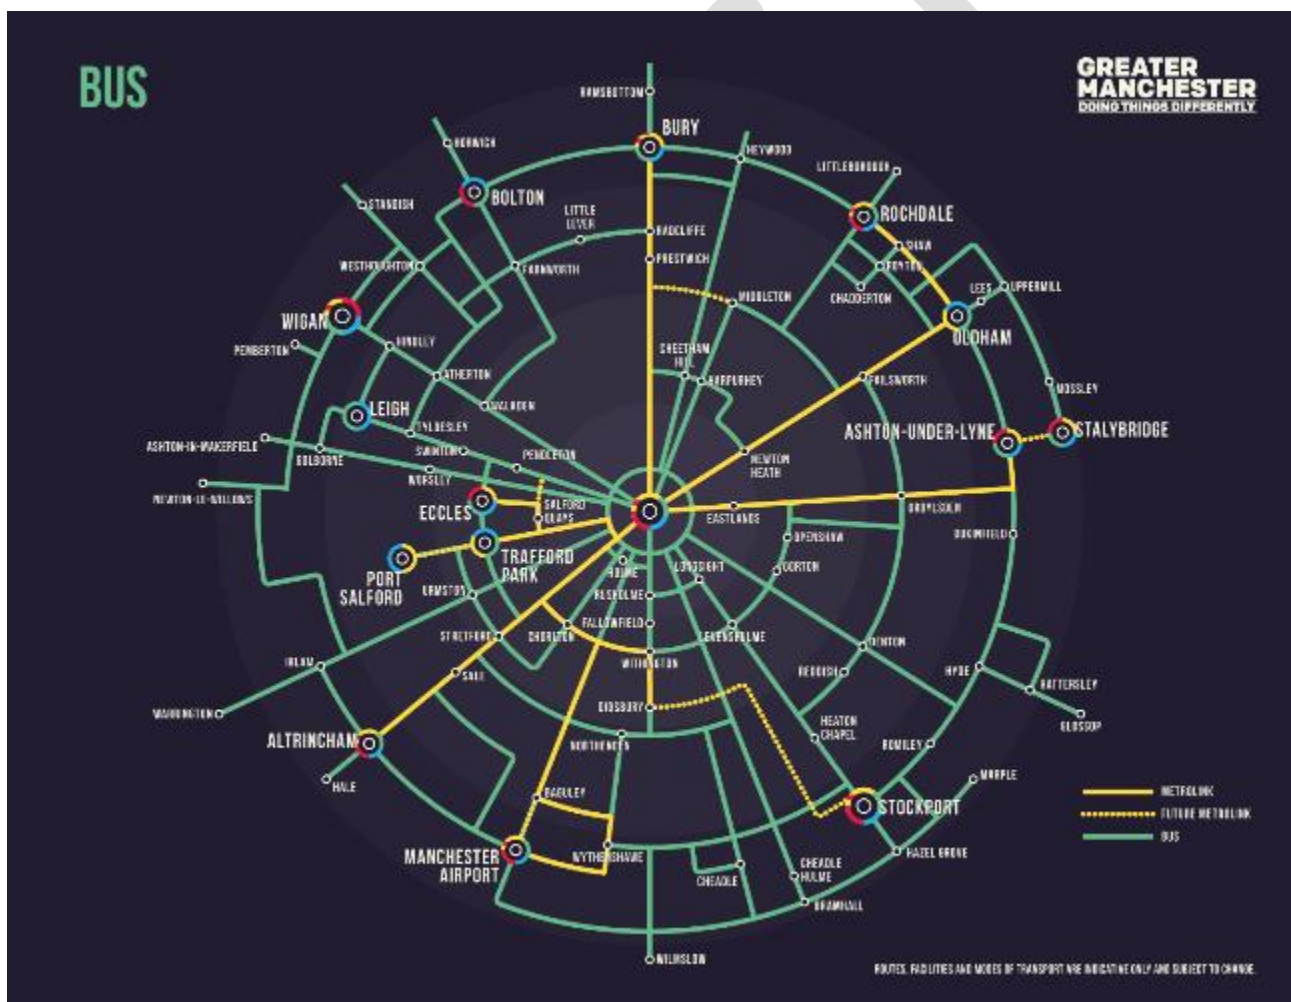 BUS
GREATER
MANCHESTER
DOING THINGS DIFFERENTLY
RAMSBOTTOM
BURY
HEYWOOD
HORWICH
LITTLEBOROUGH
BOLTON
ROCHDALE
STANDISH
LITTLE
LEVER
RADCLIFFE
SHAW
WESTHOUGHTON
FARNWORTH
PRESTWICH
ROYTON
CHADDERTON
LEES
UPPERMILL
MIDDLETON
WIGAN
OLDHAM
PEMBERTON
HINDLEY
CHEETHAM
HILL
HARPURHEY
ATHERTON
FAILSWORTH
MOSSLEY
WALKDEN
LEIGH
TYLDESLEY
ASHTON-UNDER-LYNE
STALYBRIDGE
ASHTON-IN-MAKERFIELD
GOLBORNE
SWINTON
PENDLETON
NEWTON
HEATH
WORSLEY
NEWTON-LE-WILLOWS
ECCLES
SALFORD
QUAYS
EASTLANDS
DROYLSDEN
OPENSHAW
DUKINFIELD
TRAFFORD
PARK
PORT
SALFORD
HULME
LONGSIGHT
GORTON
URMSTON
RUSHOLME
STRETFORD
CHORLTON
FALLOWFIELD
LEVENSHULME
DENTON
IRLAM
SALE
WITHINGTON
REDDISH
HYDE
HATTERSLEY
WARRINGTON
DIDSBURY
GLOSSOP
ALTRINCHAM
NORTHENDEN
HEATON
CHAPEL
ROMILEY
HALE
BAGULEY
MARPLE
STOCKPORT
METROLINK
FUTURE METROLINK
BUS
MANCHESTER
AIRPORT
WYTHENSHAWE
CHEADLE
CHEADLE
HULME
HAZEL GROVE
BRAMHALL
WILMSLOW
ROUTES, FACILITIES AND MODES OF TRANSPORT ARE INDICATIVE ONLY AND SUBJECT TO CHANGE.